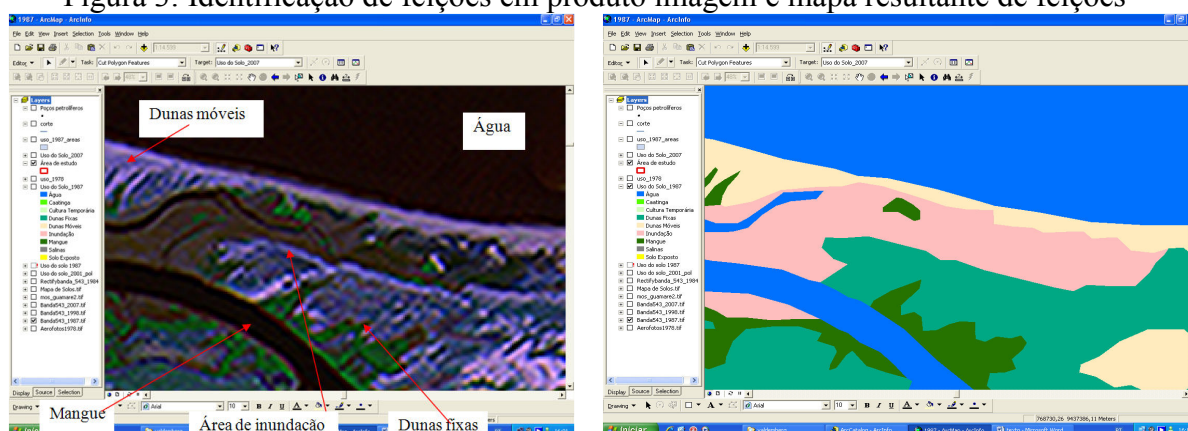 Figura 3: Identificação de feições em produto imagem e mapa resultante de feições
1987 - ArcMap - ArcInfo
File Edit View Insert Selection Tools Window Help
1:14 599
Editor Task: Cut Polygon Features Target: Uso do Solo_2007
Layers
Poços petrolíferos
corte
uso_1987_areas
Uso do Solo_2007
Área de estudo
uso_1978
Uso do Solo_1987
Água
Caatinga
Cultura Temporária
Dunas Fixas
Dunas Móveis
Inundação
Mangue
Salinas
Solo Exposto
Uso do solo 1987
Uso do solo_2001_pol
Rectifybanda_543_1984
Mapa de Solos.tif
mos_guamare2.tif
Banda543_2007.tif
Banda543_1998.tif
Banda543_1987.tif
Aerofotos1978.tif
Display Source Selection
Drawing Arial 10 B I U A
Iniciar
Dunas móveis
Água
Mangue
Área de inundação
Dunas fixas
1987 - ArcMap - ArcInfo
File Edit View Insert Selection Tools Window Help
1:14 599
Editor Task: Cut Polygon Features Target: Uso do Solo_2007
Layers
Poços petrolíferos
corte
uso_1987_areas
Uso do Solo_2007
Área de estudo
uso_1978
Uso do Solo_1987
Água
Caatinga
Cultura Temporária
Dunas Fixas
Dunas Móveis
Inundação
Mangue
Salinas
Solo Exposto
Uso do solo 1987
Uso do solo_2001_pol
Rectifybanda_543_1984
Mapa de Solos.tif
mos_guamare2.tif
Banda543_2007.tif
Banda543_1998.tif
Banda543_1987.tif
Aerofotos1978.tif
Display Source Selection
Drawing Arial 10 B I U A
768730,26 9437386,11 Meters
Iniciar